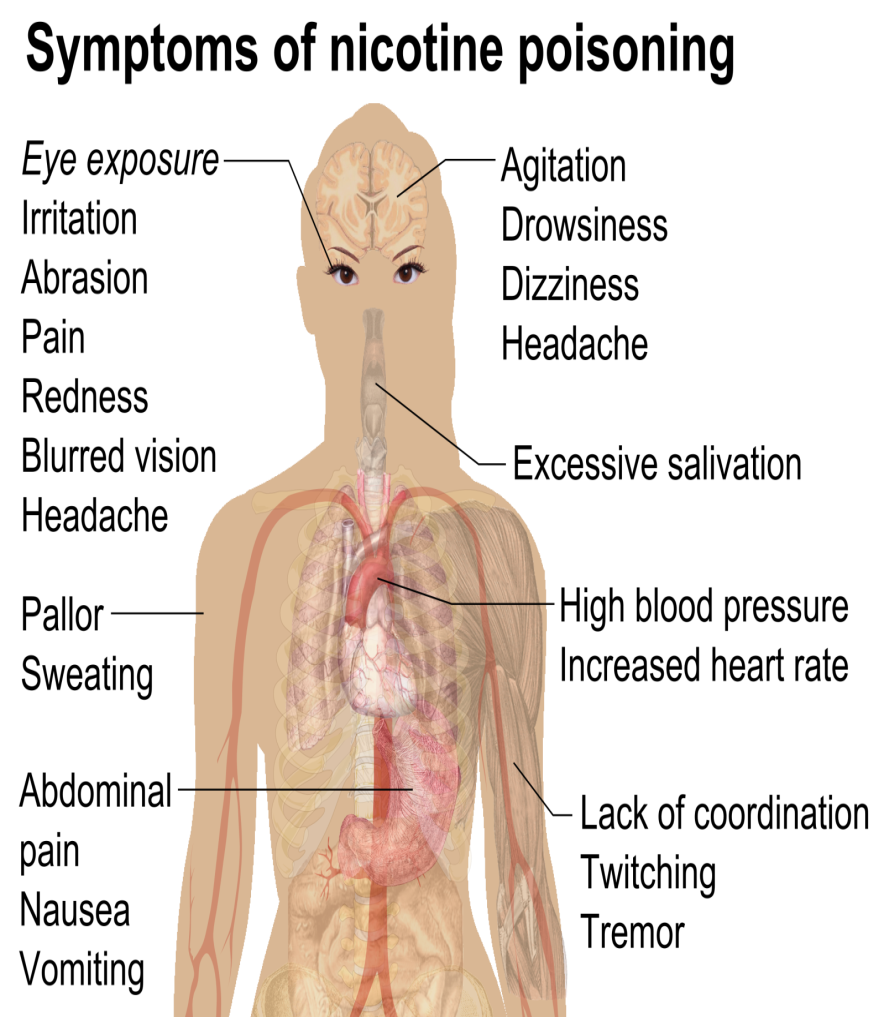 Symptoms of nicotine poisoning
Eye exposure
Irritation
Abrasion
Pain
Redness
Blurred vision
Headache
Agitation
Drowsiness
Dizziness
Headache
Excessive salivation
Pallor
Sweating
High blood pressure
Increased heart rate
Abdominal
pain
Nausea
Vomiting
Lack of coordination
Twitching
Tremor